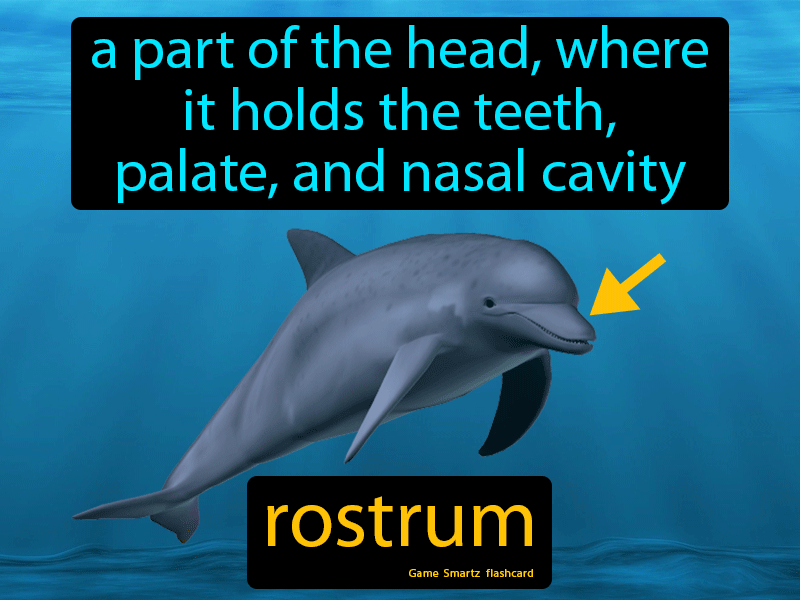 a part of the head, where
it holds the teeth,
palate, and nasal cavity
rostrum
Game Smartz flashcard